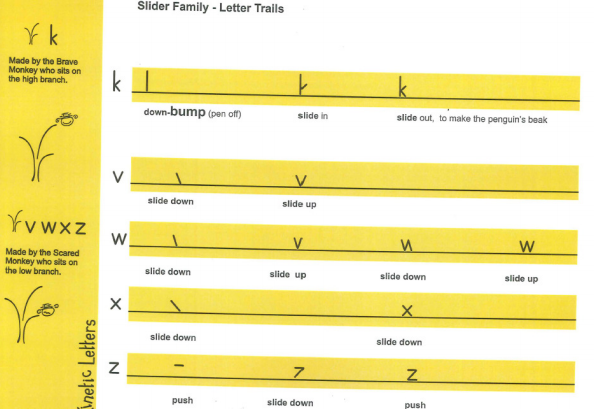 Slider Family - Letter Trails
k
Made by the Brave
Monkey who sits on
the high branch.
k
k
down-bump (pen off) slide in slide out, to make the penguin's beak
v v
slide down slide up
v w x z
Made by the Scared
Monkey who sits on
the low branch.
w v w
slide down slide up slide down slide up
x x
slide down slide down
z z
push slide down push
inetic Letters